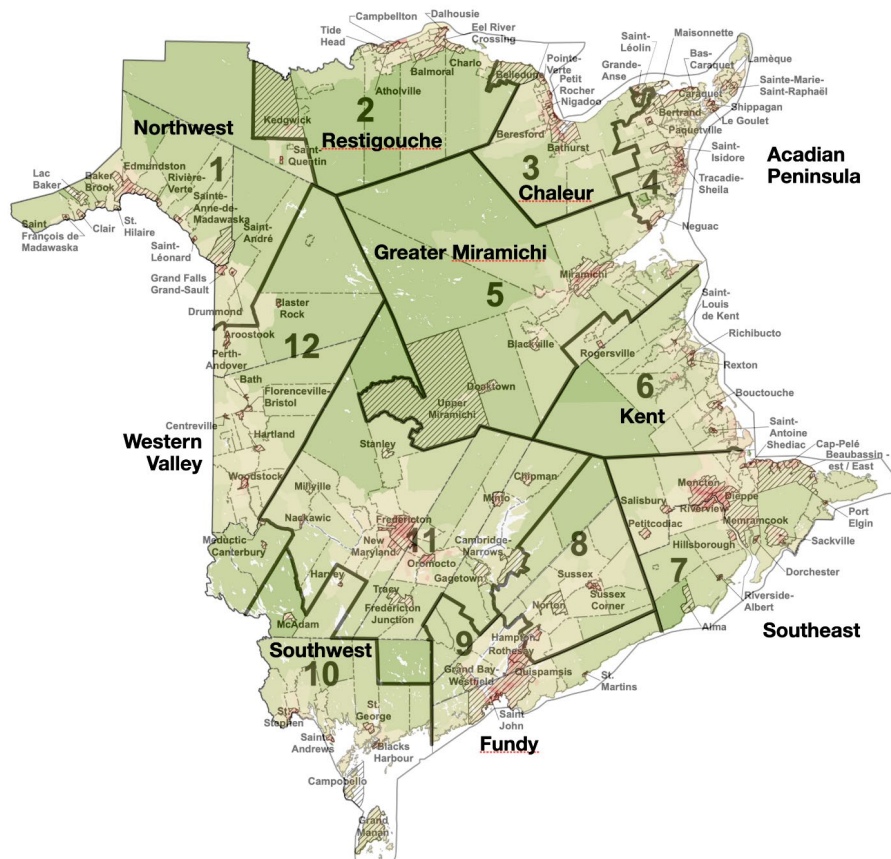 Campbellton
Dalhousie
Tide
Head
Eel River
Crossing
Saint-
Léolin
Maisonnette
Bas-
Caraquet
Lamèque
Pointe-
Verte
Petit
Rocher
Nigadoo
Grande-
Anse
Caraquet
Sainte-Marie-
Saint-Raphaël
Balmoral
Charlo
Belledune
Atholville
Shippagan
Le Goulet
Bertrand
Paquetville
Kedgwick
2
Restigouche
Northwest
Beresford
Bathurst
Saint-
Isidore
Saint-
Quentin
Acadian
Peninsula
Lac
Baker
Baker
Brook
Edmundston
Rivière-
Verte
1
3
Chaleur
4
Tracadie-
Sheila
Sainte-
Anne-de-
Madawaska
Saint
François de
Madawaska
Clair
St.
Hilaire
Saint-
André
Saint-
Léonard
Neguac
Greater Miramichi
5
Miramichi
Grand Falls
Grand-Sault
Drummond
Plaster
Rock
Saint-
Louis
de Kent
Aroostook
12
Perth-
Andover
Blackville
Rogersville
Richibucto
Rexton
Bath
Florenceville-
Bristol
Doaktown
Upper
Miramichi
6
Kent
Bouctouche
Centreville
Saint-
Antoine
Shediac
Western
Valley
Hartland
Stanley
Cap-Pelé
Beaubassin -
est / East
Woodstock
Millville
Chipman
Minto
Moncton
Dieppe
Riverview
Salisbury
Memramcook
Petitcodiac
Nackawic
Fredericton
New
Maryland
11
Oromocto
Port
Elgin
Meductic
Canterbury
Cambridge-
Narrows
8
Hillsborough
Sackville
Gagetown
Dorchester
Harvey
Tracy
Fredericton
Junction
Sussex
Sussex
Corner
7
Riverside-
Albert
Norton
McAdam
Alma
Southeast
Southwest
10
9
Hampton
Rothesay
Grand Bay-
Westfield
Quispamsis
St.
Martins
St.
Stephen
St.
George
Saint
John
Saint
Andrews
Blacks
Harbour
Fundy
Campobello
Grand
Manan